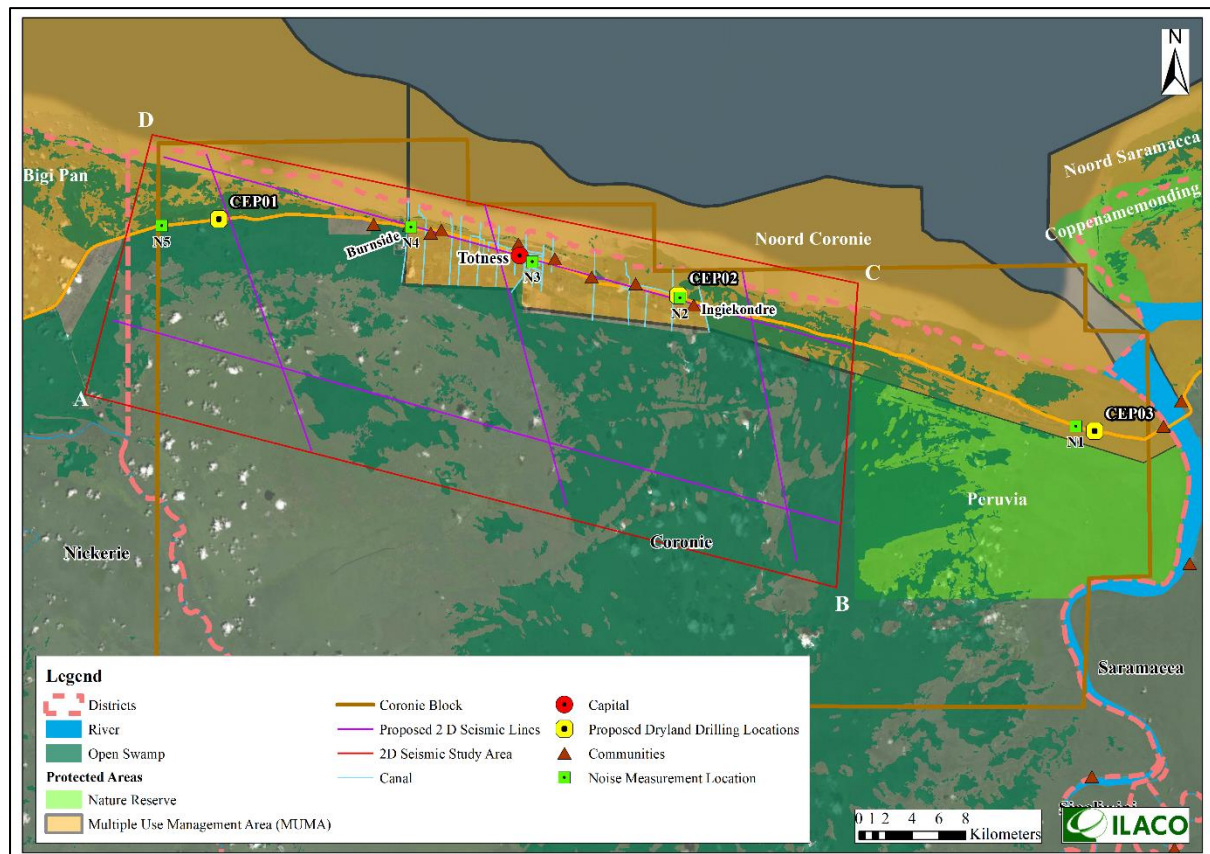 N
D
Noord Saramacca
Bigi Pan
Coppenamemonding
CEP01
N5
Burnside
N4
Noord Coronie
Totness
N3
C
CEP02
N2
Ingiekondre
A
CEP03
N1
Peruvia
Nickerie
Coronie
B
Saramacca
Legend
Districts
River
Open Swamp
Protected Areas
Nature Reserve
Multiple Use Management Area (MUMA)
Coronie Block
Proposed 2 D Seismic Lines
2D Seismic Study Area
Canal
Capital
Proposed Dryland Drilling Locations
Communities
Noise Measurement Location
0 1 2 4 6 8
Kilometers
ILACO